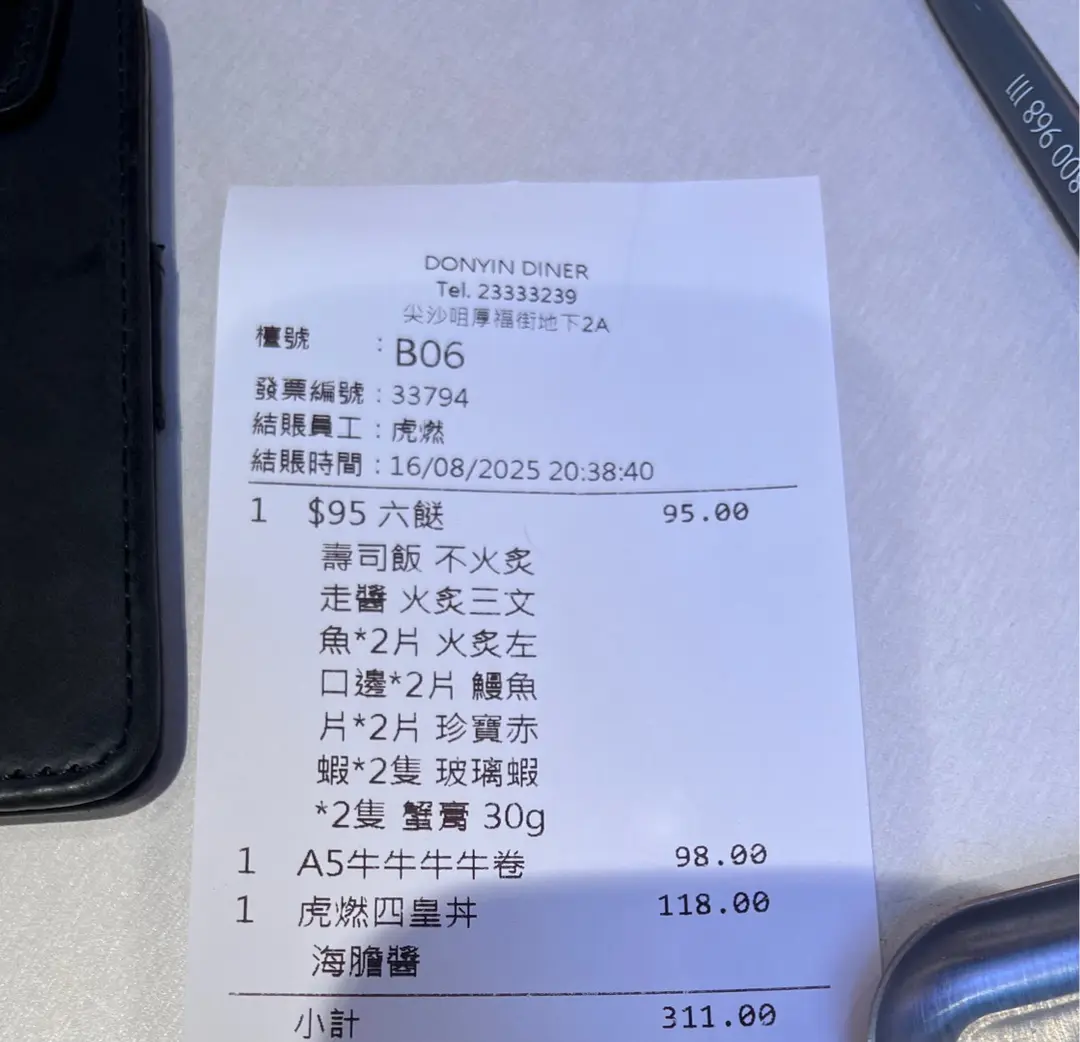 800 968 111
DONYIN DINER
Tel. 23333239
尖沙咀厚福街地下2A
檯號 : B06
發票編號 : 33794
結賬員工 : 虎燃
結賬時間 : 16/08/2025 20:38:40
1 $95 六餸 95.00
壽司飯 不火炙
走醬 火炙三文
魚*2片 火炙左
口邊*2片 鰻魚
片*2片 珍寶赤
蝦*2隻 玻璃蝦
*2隻 蟹膏 30g
1 A5牛牛牛牛卷 98.00
1 虎燃四皇丼 118.00
海膽醬
小計 311.00